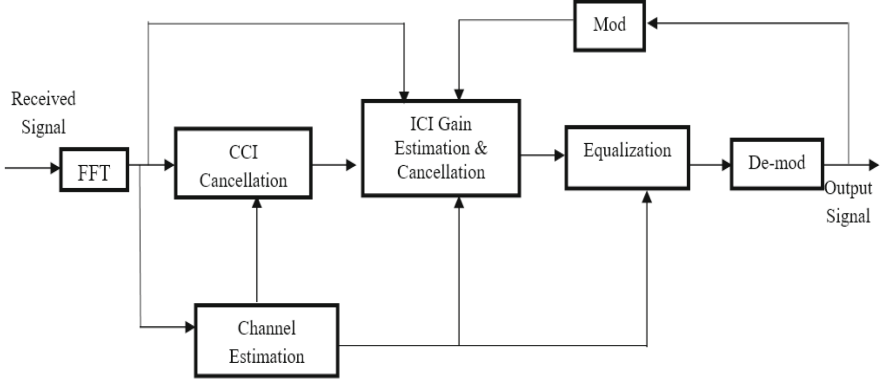 Mod
Received
Signal
ICI Gain
Estimation &
Cancellation
CCI
Cancellation
Equalization
FFT
De-mod
Output
Signal
Channel
Estimation